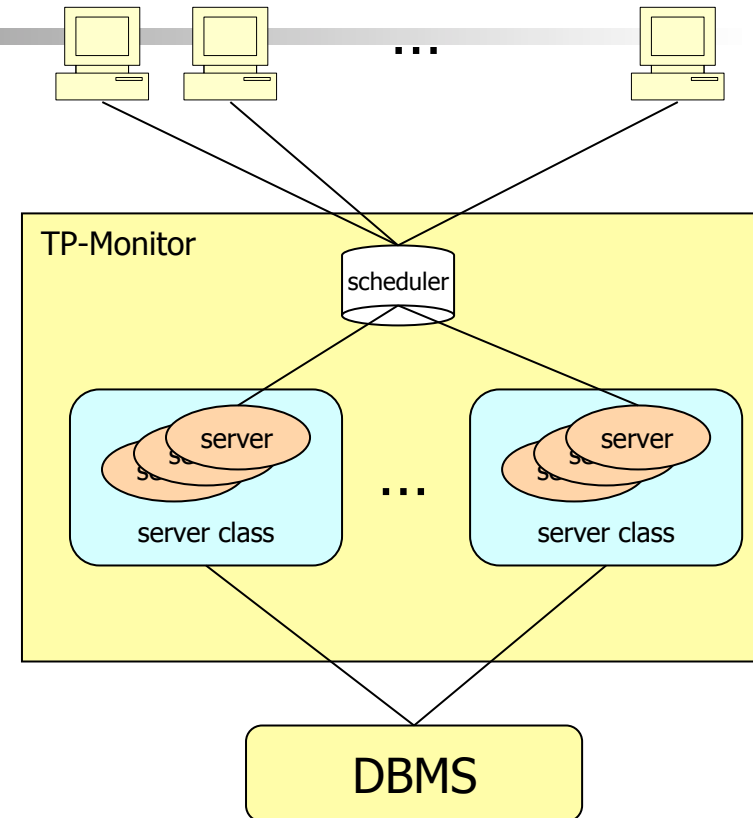 ...
TP-Monitor
scheduler
server
server
...
server class
server class
DBMS